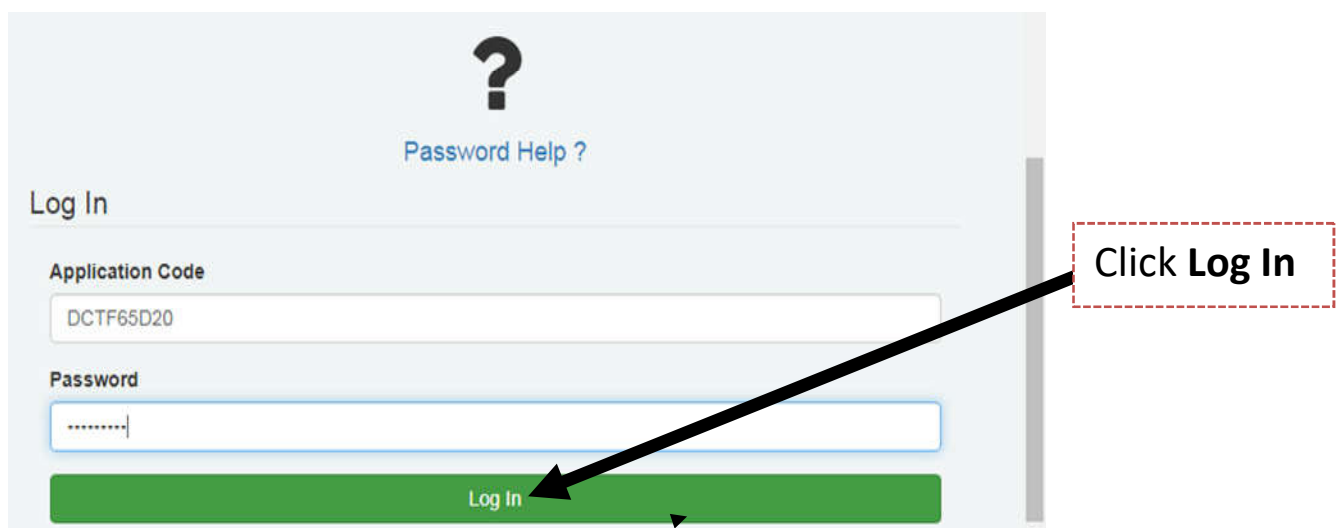 ?
Password Help ?
Log In
Click Log In
Application Code
DCTF65D20
Password
·········
Log In